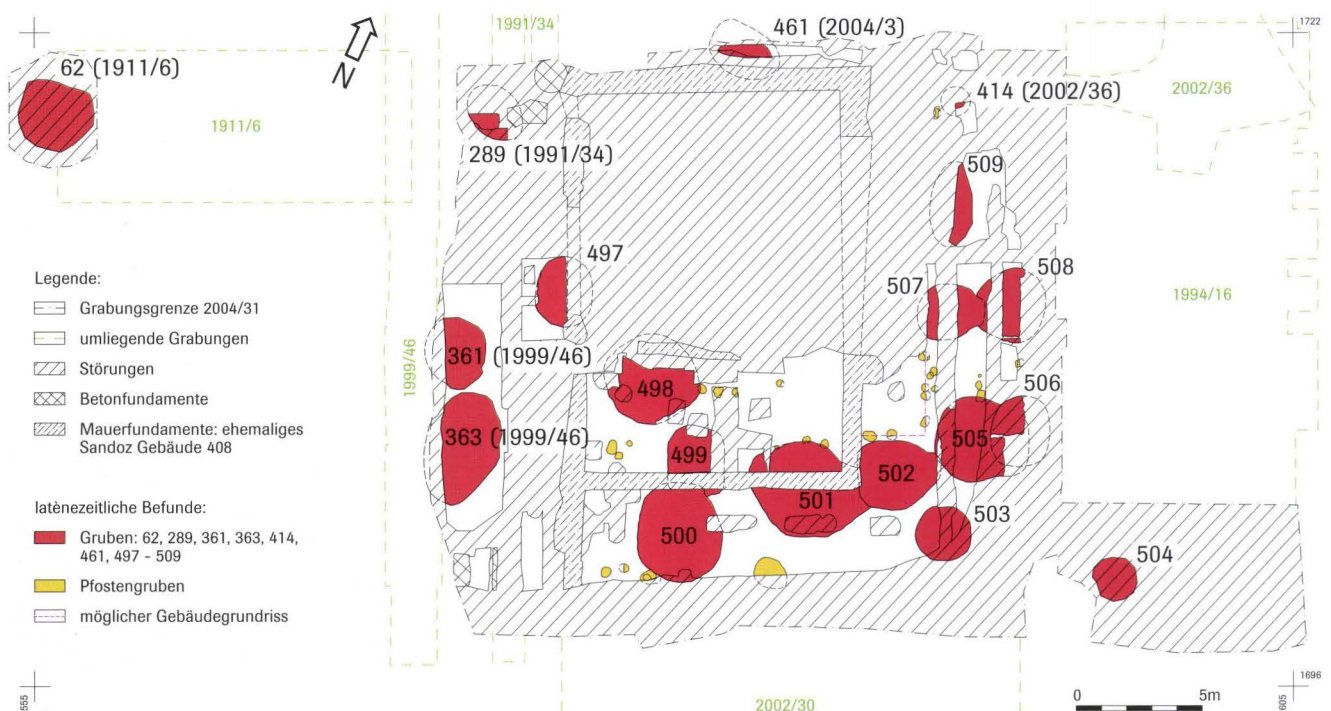 1991/34
461 (2004/3)
1722
62 (1911/6)
N
2002/36
414 (2002/36)
1911/6
289 (1991/34)
509
497
508
507
1994/16
Legende:
Grabungsgrenze 2004/31
umliegende Grabungen
Störungen
Betonfundamente
Mauerfundamente: ehemaliges
Sandoz Gebäude 408
361 (1999/46)
1999/46
498
506
363 (1999/46)
505
499
502
501
500
503
504
latènezeitliche Befunde:
Gruben: 62, 289, 361, 363, 414,
461, 497 - 509
Pfostengruben
möglicher Gebäudegrundriss
555
2002/30
0 5m
605
1696